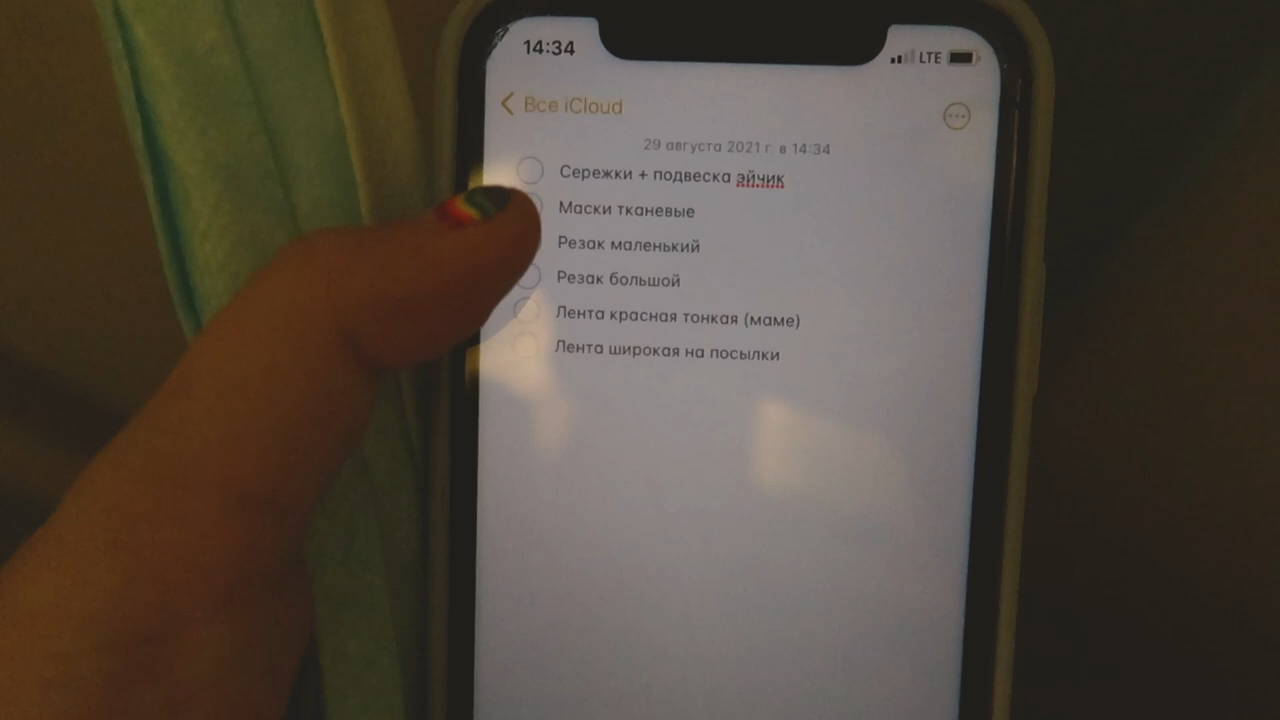 14:34
LTE
Все iCloud
29 августа 2021 г. в 14:34
Сережки + подвеска эйчик
Маски тканевые
Резак маленький
Резак большой
Лента красная тонкая (маме)
Лента широкая на посылки